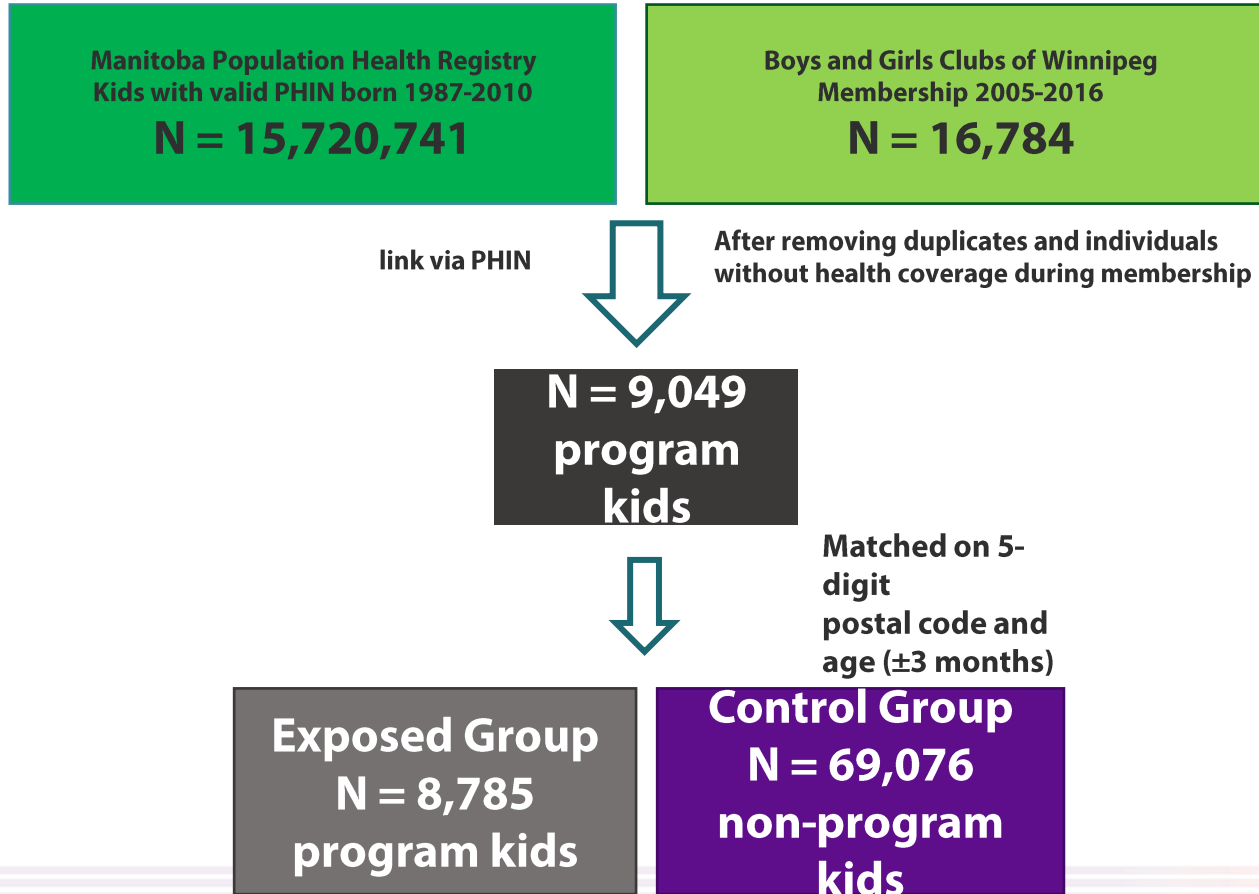 Manitoba Population Health Registry
Kids with valid PHIN born 1987-2010
N = 15,720,741
Boys and Girls Clubs of Winnipeg
Membership 2005-2016
N = 16,784
link via PHIN
After removing duplicates and individuals
without health coverage during membership
N = 9,049
program
kids
Matched on 5-
digit
postal code and
age (±3 months)
Exposed Group
N = 8,785
program kids
Control Group
N = 69,076
non-program
kids